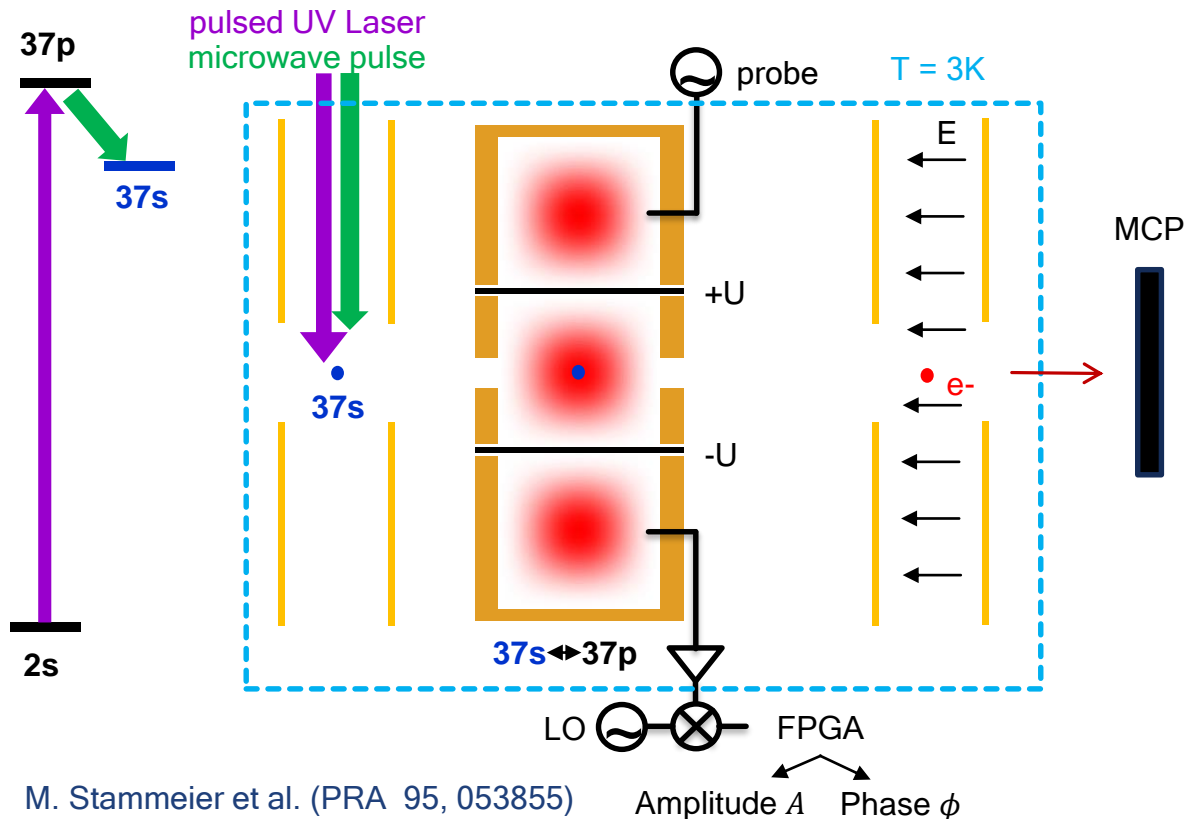 pulsed UV Laser
microwave pulse
37p
37s
2s
probe
T = 3K
E
MCP
+U
37s
e-
-U
37s 37p
LO
FPGA
Amplitude A Phase ϕ
M. Stammeier et al. (PRA 95, 053855)